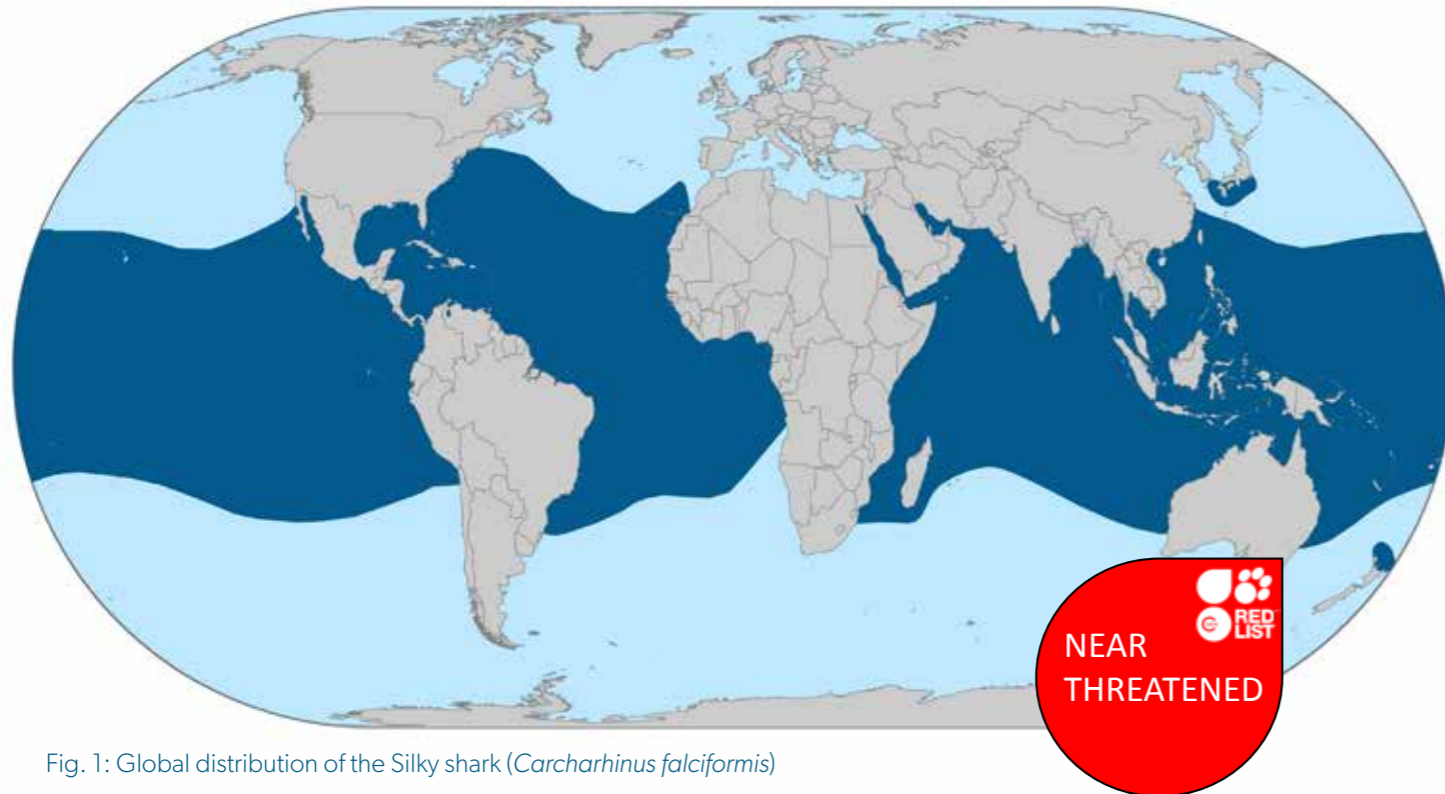 RED
LIST
NEAR
THREATENED
Fig. 1: Global distribution of the Silky shark (Carcharhinus falciformis)